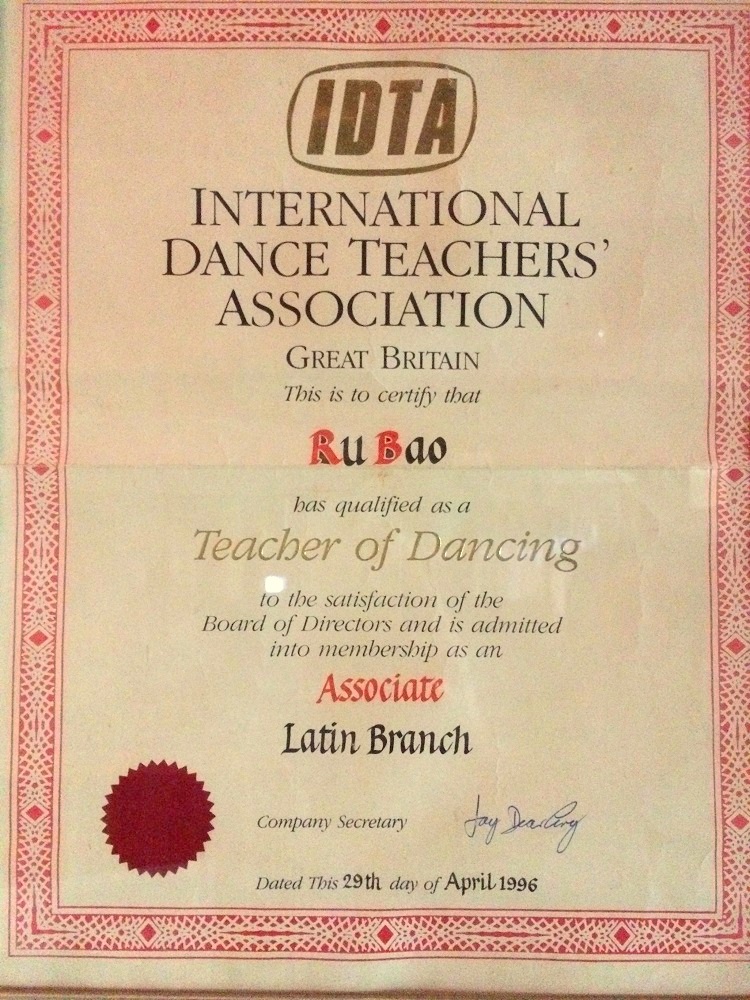 IDTA
INTERNATIONAL
DANCE TEACHERS'
ASSOCIATION
GREAT BRITAIN
This is to certify that
Ru Bao
has qualified as a
Teacher of Dancing
to the satisfaction of the
Board of Directors and is admitted
into membership as an
Associate
Latin Branch
Company Secretary
Dated This 29th day of April 1996